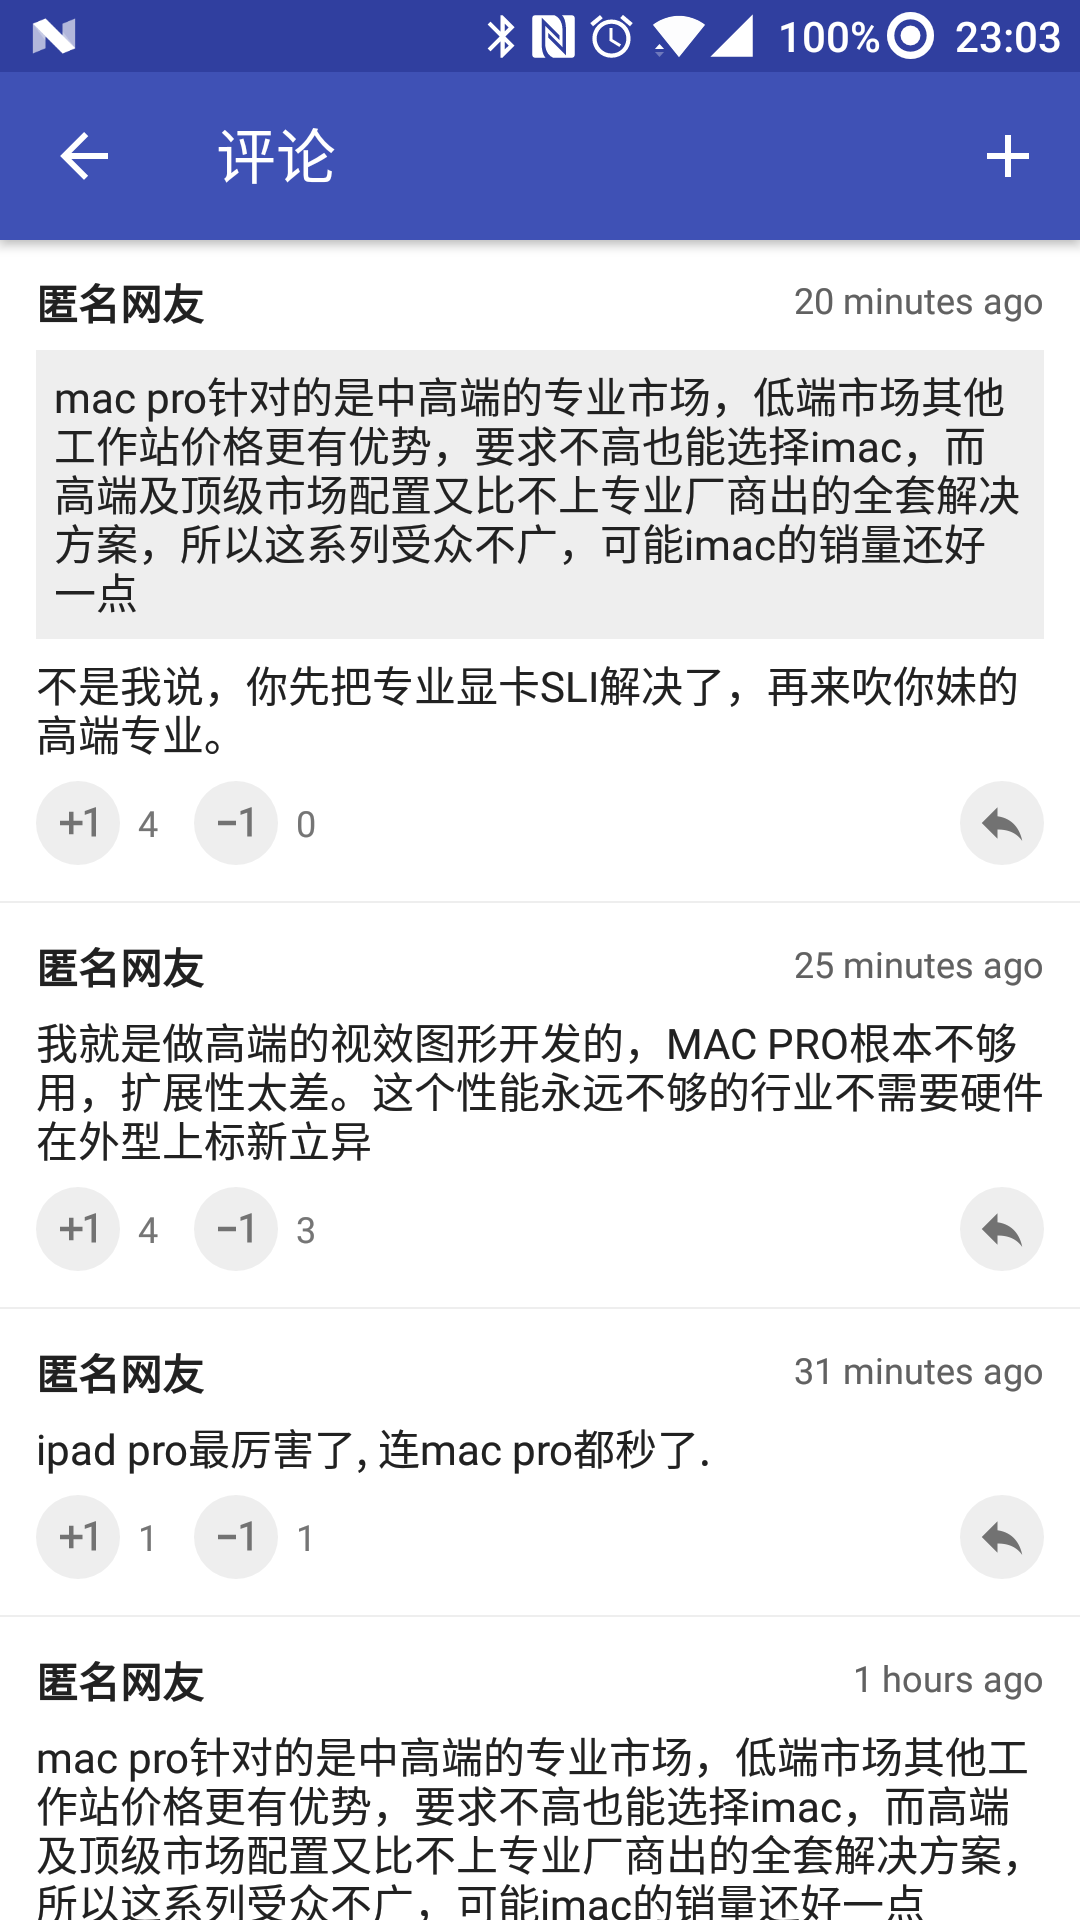 100% 23:03
评论
匿名网友 20 minutes ago
mac pro针对的是中高端的专业市场，低端市场其他
工作站价格更有优势，要求不高也能选择imac，而
高端及顶级市场配置又比不上专业厂商出的全套解决
方案，所以这系列受众不广，可能imac的销量还好
一点
不是我说，你先把专业显卡SLI解决了，再来吹你妹的
高端专业。
+1 4 −1 0
匿名网友 25 minutes ago
我就是做高端的视效图形开发的，MAC PRO根本不够
用，扩展性太差。这个性能永远不够的行业不需要硬件
在外型上标新立异
+1 4 −1 3
匿名网友 31 minutes ago
ipad pro最厉害了, 连mac pro都秒了.
+1 1 −1 1
匿名网友 1 hours ago
mac pro针对的是中高端的专业市场，低端市场其他工
作站价格更有优势，要求不高也能选择imac，而高端
及顶级市场配置又比不上专业厂商出的全套解决方案，
所以这系列受众不广，可能imac的销量还好一点